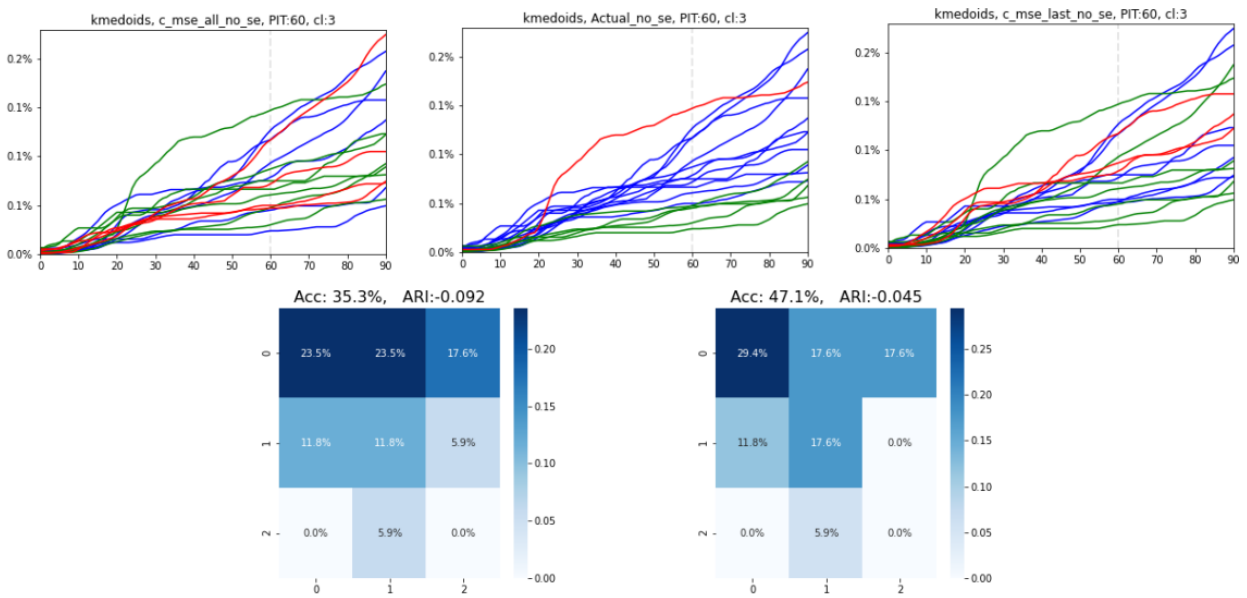 kmedoids, c_mse_all_no_se, PIT:60, cl:3
0.2%
0.1%
0.1%
0.1%
0.0%
0 10 20 30 40 50 60 70 80 90
kmedoids, Actual_no_se, PIT:60, cl:3
0.2%
0.1%
0.1%
0.1%
0.0%
0 10 20 30 40 50 60 70 80 90
kmedoids, c_mse_last_no_se, PIT:60, cl:3
0.2%
0.1%
0.1%
0.1%
0.0%
0 10 20 30 40 50 60 70 80 90
Acc: 35.3%, ARI:-0.092
0 23.5% 23.5% 17.6%
1 11.8% 11.8% 5.9%
2 0.0% 5.9% 0.0%
0 1 2
0.20
0.15
0.10
0.05
0.00
Acc: 47.1%, ARI:-0.045
0 29.4% 17.6% 17.6%
1 11.8% 17.6% 0.0%
2 0.0% 5.9% 0.0%
0 1 2
0.25
0.20
0.15
0.10
0.05
0.00